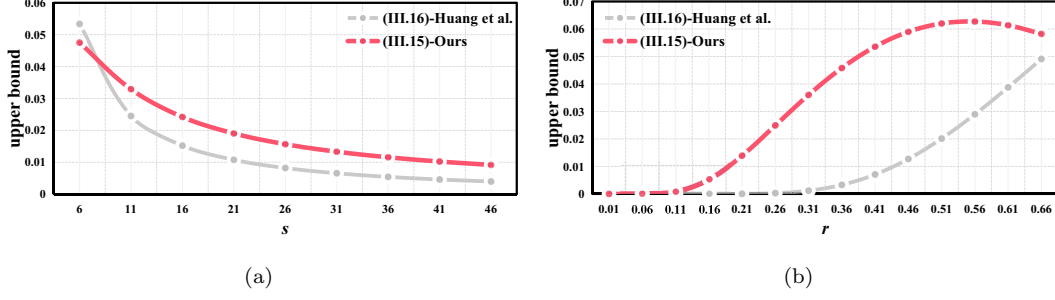 0.06
0.05
0.04
0.03
0.02
0.01
0
upper bound
(III.16)-Huang et al.
(III.15)-Ours
6 11 16 21 26 31 36 41 46
s
(a)
0.07
0.06
0.05
0.04
0.03
0.02
0.01
0
upper bound
(III.16)-Huang et al.
(III.15)-Ours
0.01 0.06 0.11 0.16 0.21 0.26 0.31 0.36 0.41 0.46 0.51 0.56 0.61 0.66
r
(b)